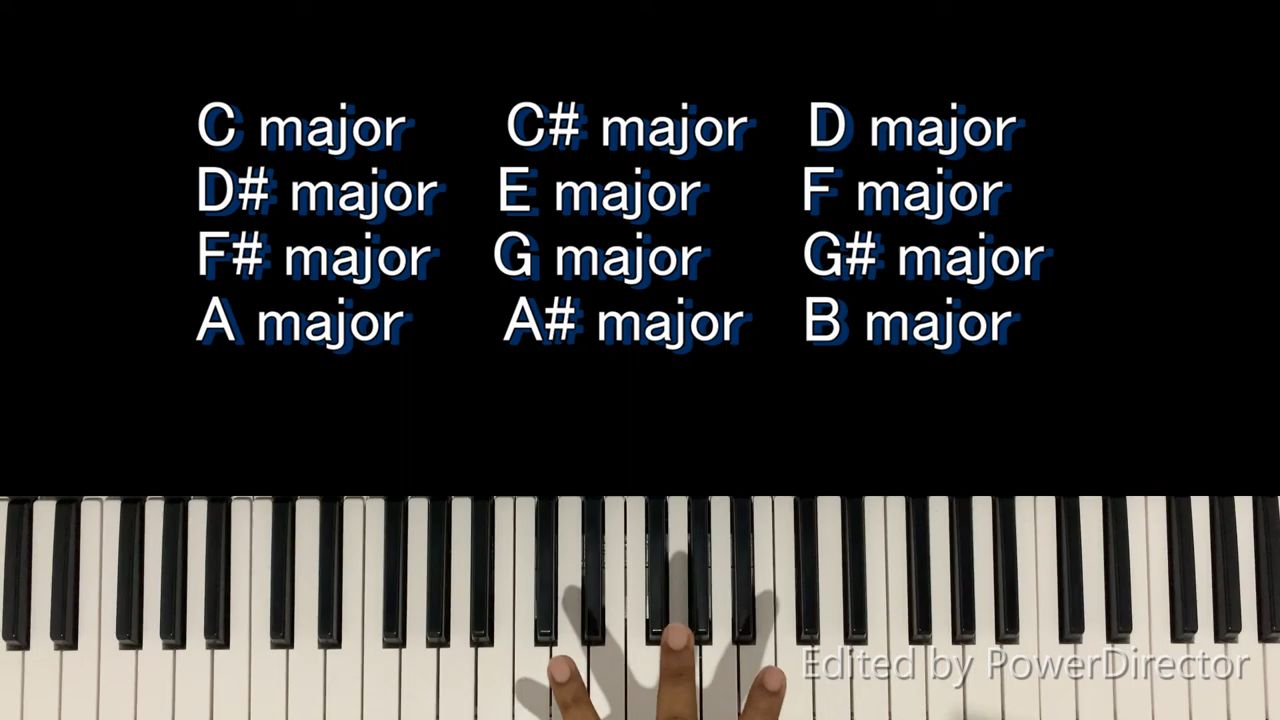 C major C# major D major
D# major E major F major
F# major G major G# major
A major A# major B major
Edited by PowerDirector